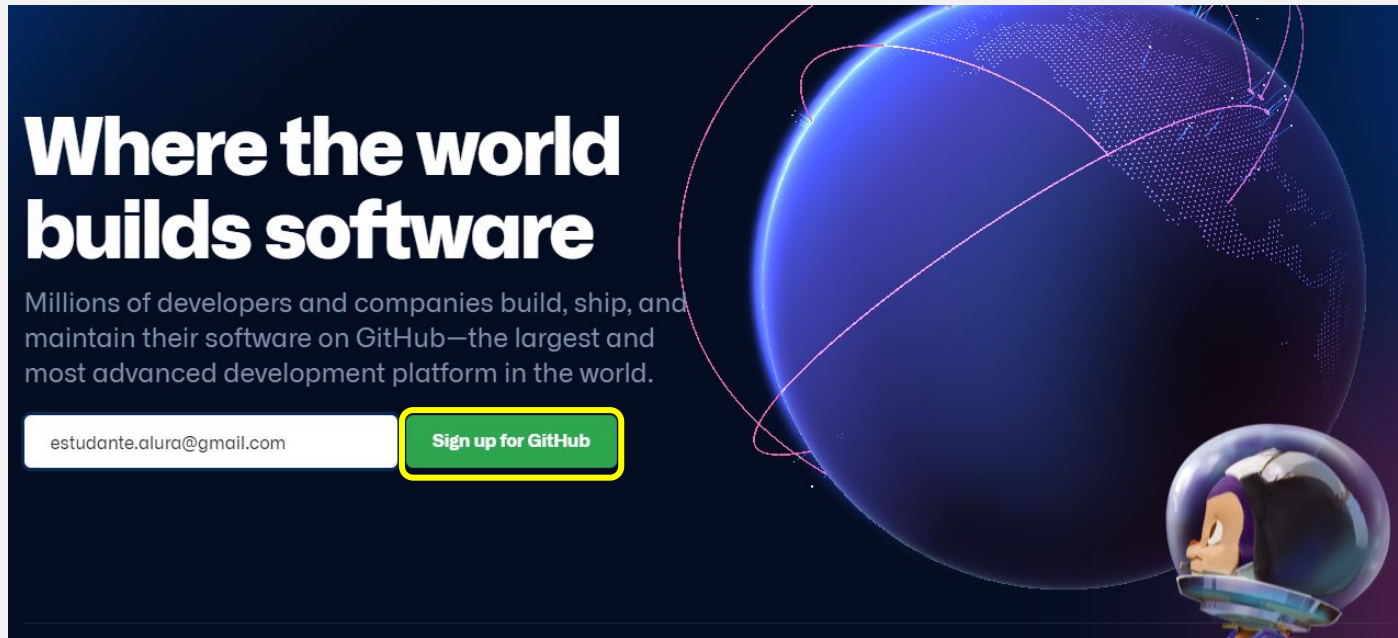 Where the world
builds software
Millions of developers and companies build, ship, and
maintain their software on GitHub—the largest and
most advanced development platform in the world.
estudante.alura@gmail.com
Sign up for GitHub